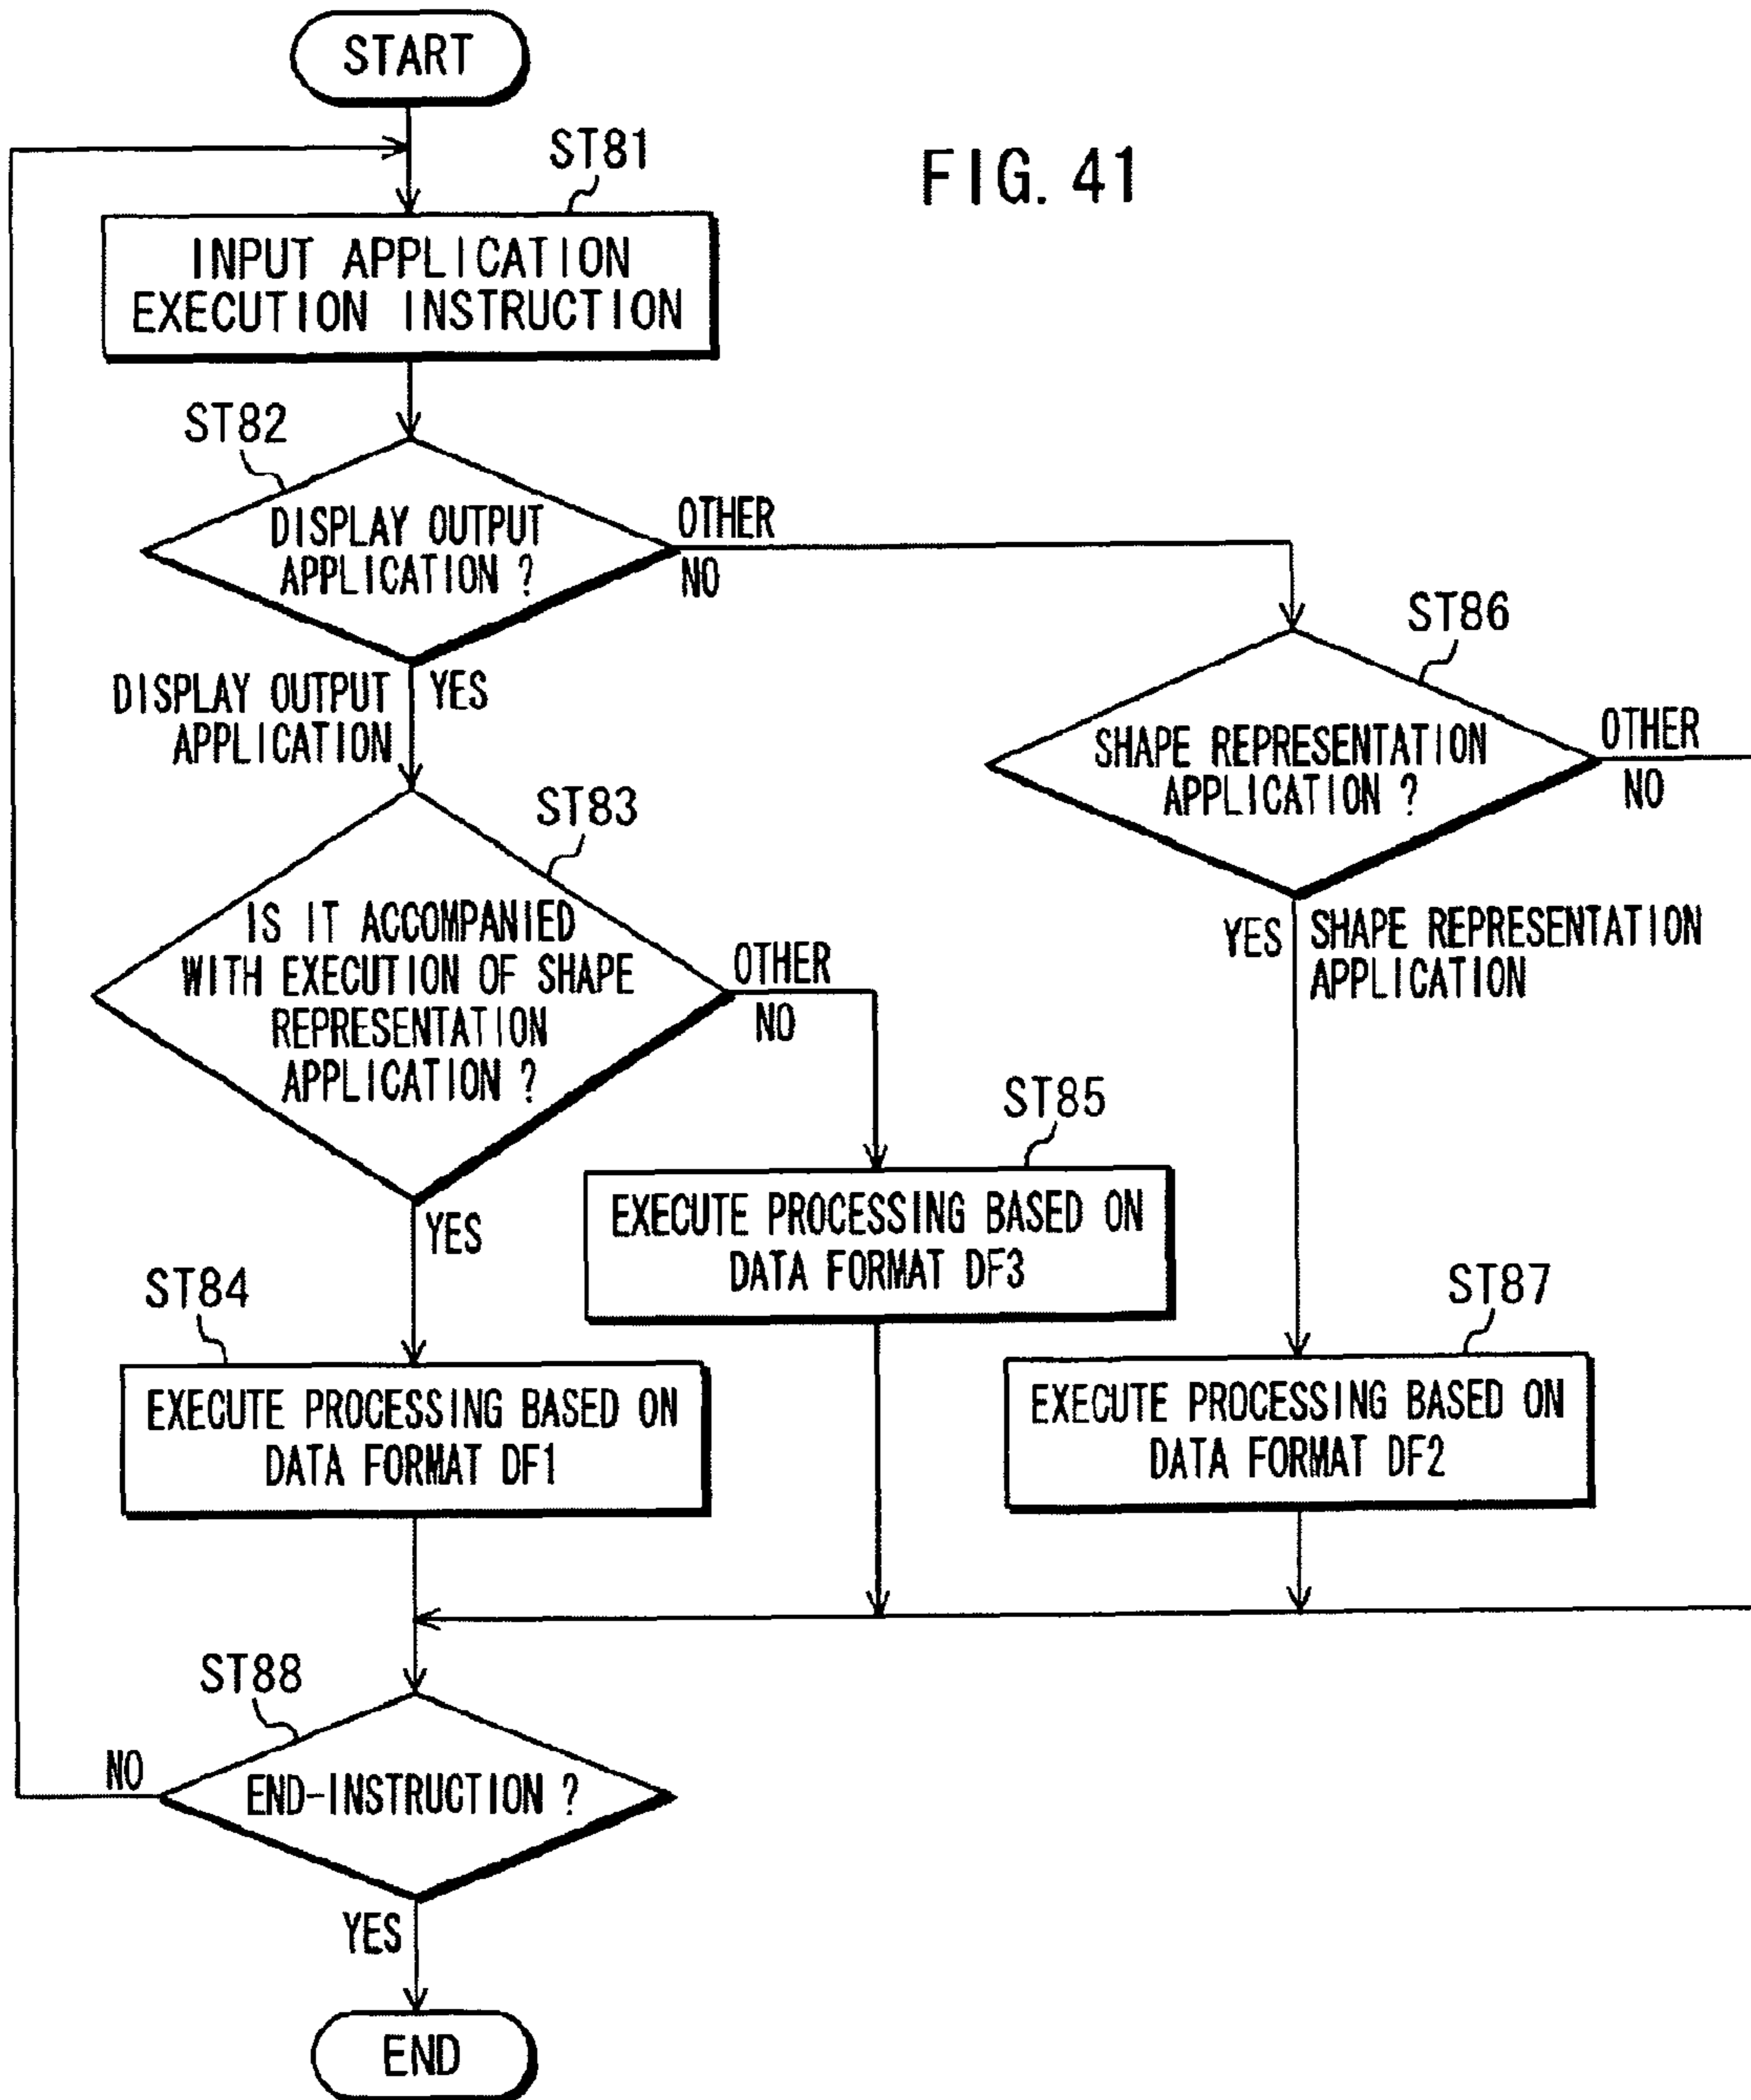 START
FIG. 41
ST81
INPUT APPLICATION
EXECUTION INSTRUCTION
ST82
DISPLAY OUTPUT
APPLICATION ?
OTHER
NO
DISPLAY OUTPUT
APPLICATION
YES
ST86
SHAPE REPRESENTATION
APPLICATION ?
OTHER
NO
YES
SHAPE REPRESENTATION
APPLICATION
ST83
IS IT ACCOMPANIED
WITH EXECUTION OF SHAPE
REPRESENTATION
APPLICATION ?
OTHER
NO
YES
ST85
EXECUTE PROCESSING BASED ON
DATA FORMAT DF3
ST84
EXECUTE PROCESSING BASED ON
DATA FORMAT DF1
ST87
EXECUTE PROCESSING BASED ON
DATA FORMAT DF2
ST88
END-INSTRUCTION ?
NO
YES
END